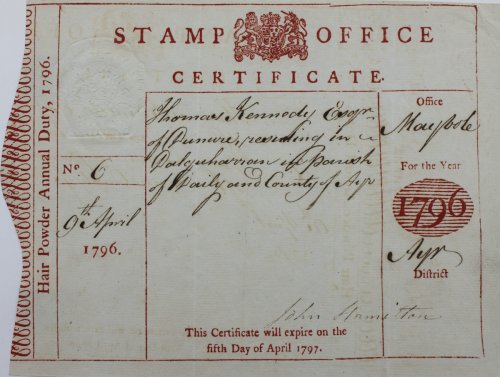 STAMP OFFICE
CERTIFICATE.
Hair Powder Annual Duty, 1796.
No. 6
9th April
1796.
Thomas Kennedy Esqr.
of Dunure, residing in
Dalquharran in Parish
of Daily and County of Ayr
Office
Maybole
For the Year
1796
Ayr
District
John Hamilton
This Certificate will expire on the
fifth Day of April 1797.